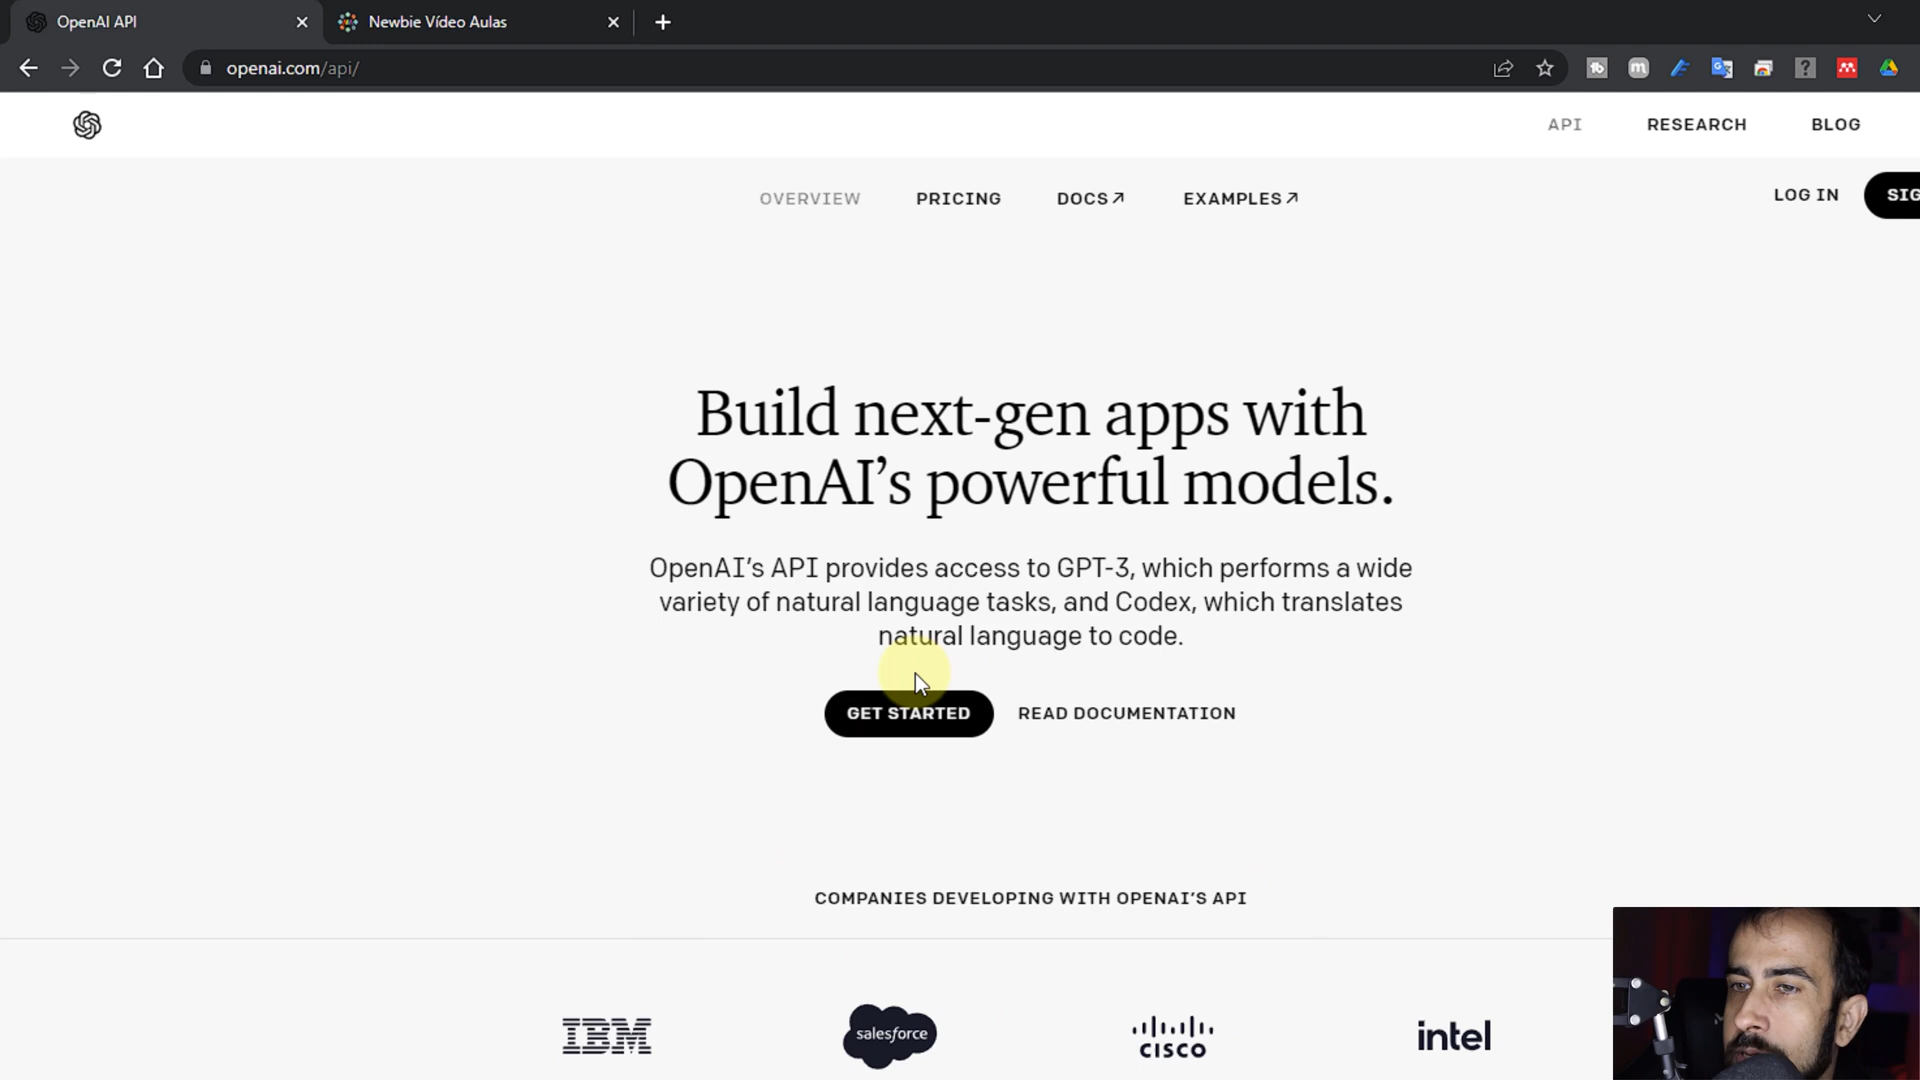 OpenAI API
Newbie Vídeo Aulas
openai.com/api/
API RESEARCH BLOG
OVERVIEW PRICING DOCS↗ EXAMPLES↗ LOG IN SIG
Build next-gen apps with
OpenAI’s powerful models.
OpenAI’s API provides access to GPT-3, which performs a wide
variety of natural language tasks, and Codex, which translates
natural language to code.
GET STARTED READ DOCUMENTATION
COMPANIES DEVELOPING WITH OPENAI’S API
IBM salesforce CISCO intel